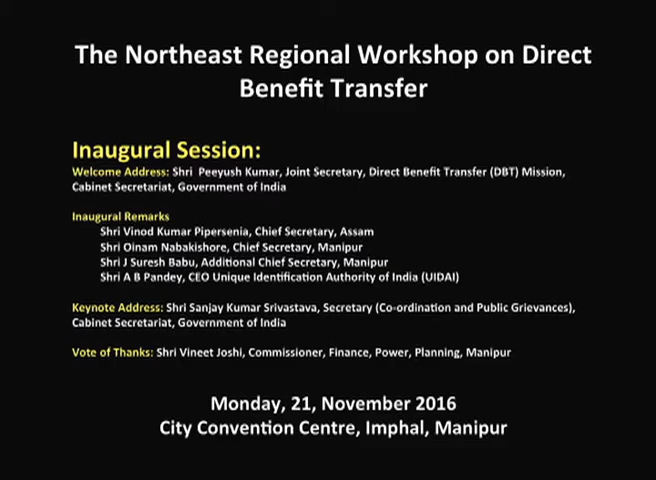 The Northeast Regional Workshop on Direct
Benefit Transfer
Inaugural Session:
Welcome Address: Shri Peeyush Kumar, Joint Secretary, Direct Benefit Transfer (DBT) Mission,
Cabinet Secretariat, Government of India
Inaugural Remarks
Shri Vinod Kumar Pipersenia, Chief Secretary, Assam
Shri Oinam Nabakishore, Chief Secretary, Manipur
Shri J Suresh Babu, Additional Chief Secretary, Manipur
Shri A B Pandey, CEO Unique Identification Authority of India (UIDAI)
Keynote Address: Shri Sanjay Kumar Srivastava, Secretary (Co-ordination and Public Grievances),
Cabinet Secretariat, Government of India
Vote of Thanks: Shri Vineet Joshi, Commissioner, Finance, Power, Planning, Manipur
Monday, 21, November 2016
City Convention Centre, Imphal, Manipur